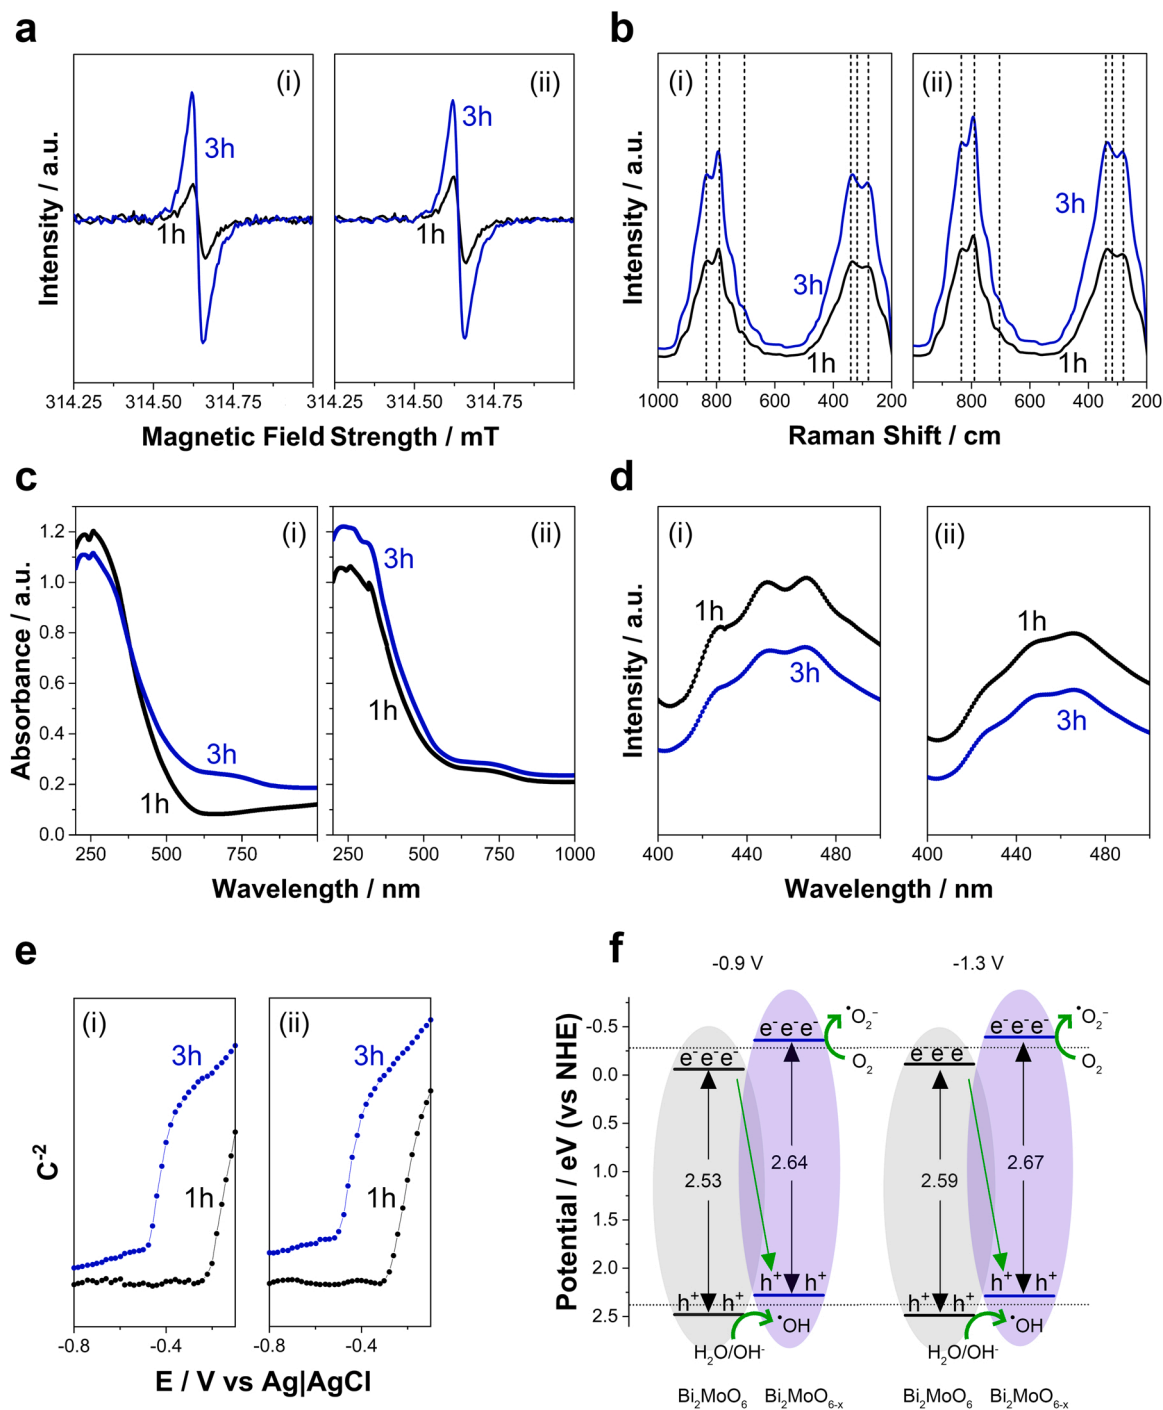 a
(i)
(ii)
3h
3h
1h
1h
Intensity / a.u.
314.25
314.50
314.75
314.25
314.50
314.75
Magnetic Field Strength / mT
b
(i)
(ii)
3h
3h
1h
1h
Intensity / a.u.
1000
800
600
400
200
800
600
400
200
Raman Shift / cm
c
(i)
(ii)
3h
3h
1h
1h
Absorbance / a.u.
1.2
1.0
0.8
0.6
0.4
0.2
0.0
250
500
750
250
500
750
1000
Wavelength / nm
d
(i)
(ii)
1h
1h
3h
3h
Intensity / a.u.
400
440
480
400
440
480
Wavelength / nm
e
(i)
(ii)
3h
3h
1h
1h
C⁻²
-0.8
-0.4
-0.8
-0.4
E / V vs Ag|AgCl
f
-0.9 V
-1.3 V
Potential / eV (vs NHE)
-0.5
0.0
0.5
1.0
1.5
2.0
2.5
e⁻e⁻e⁻
e⁻e⁻e⁻
•O₂⁻
O₂
e⁻e⁻e⁻
e⁻e⁻e⁻
•O₂⁻
O₂
2.53
2.64
2.59
2.67
h⁺ h⁺
h⁺ h⁺
h⁺ h⁺
h⁺ h⁺
•OH
•OH
H₂O/OH⁻
H₂O/OH⁻
Bi₂MoO₆
Bi₂MoO₆₋ₓ
Bi₂MoO₆
Bi₂MoO₆₋ₓ